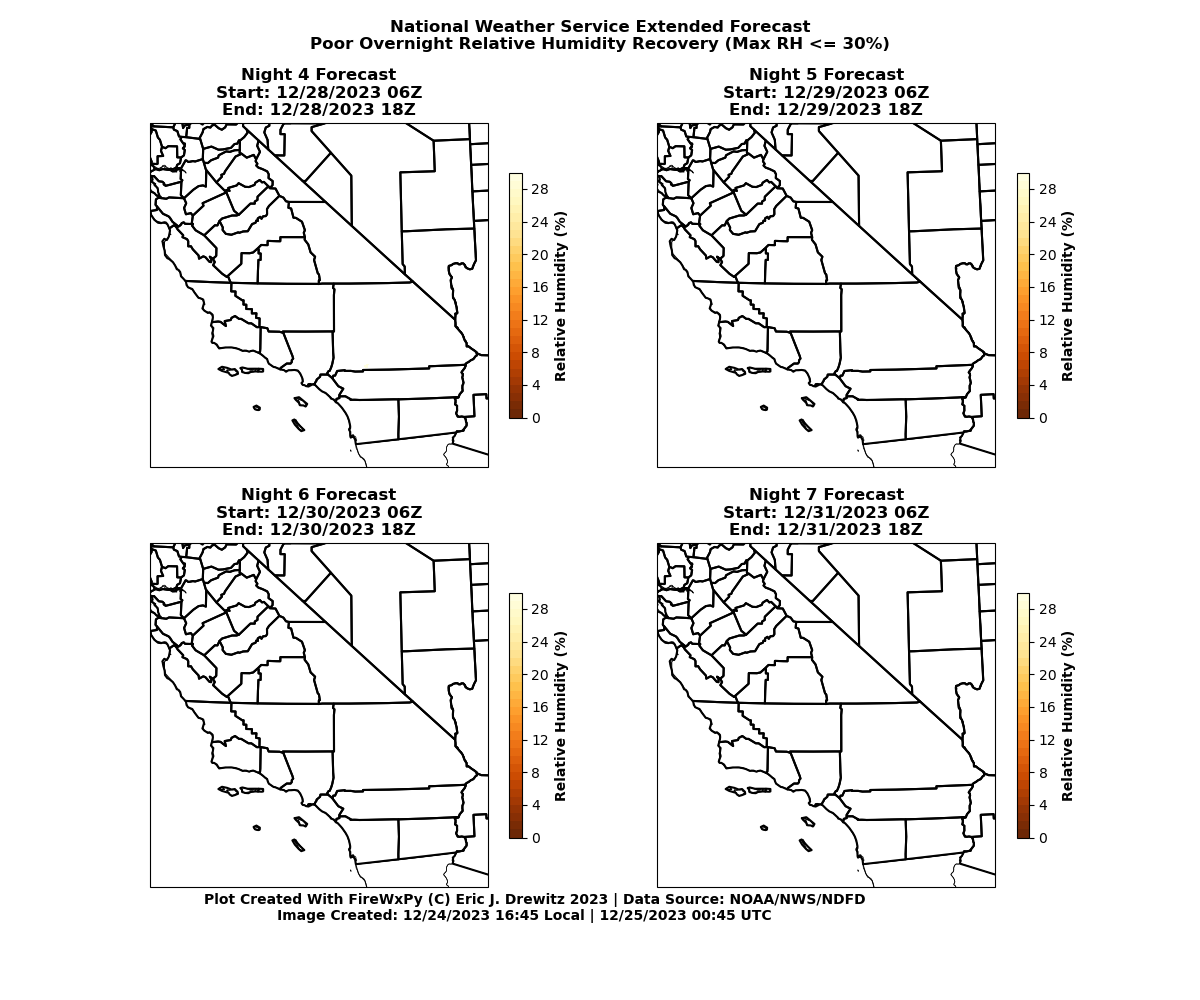 National Weather Service Extended Forecast
Poor Overnight Relative Humidity Recovery (Max RH <= 30%)
Night 4 Forecast
Start: 12/28/2023 06Z
End: 12/28/2023 18Z
28
24
20
16
12
8
4
0
Relative Humidity (%)
Night 5 Forecast
Start: 12/29/2023 06Z
End: 12/29/2023 18Z
28
24
20
16
12
8
4
0
Relative Humidity (%)
Night 6 Forecast
Start: 12/30/2023 06Z
End: 12/30/2023 18Z
28
24
20
16
12
8
4
0
Relative Humidity (%)
Night 7 Forecast
Start: 12/31/2023 06Z
End: 12/31/2023 18Z
28
24
20
16
12
8
4
0
Relative Humidity (%)
Plot Created With FireWxPy (C) Eric J. Drewitz 2023 | Data Source: NOAA/NWS/NDFD
Image Created: 12/24/2023 16:45 Local | 12/25/2023 00:45 UTC